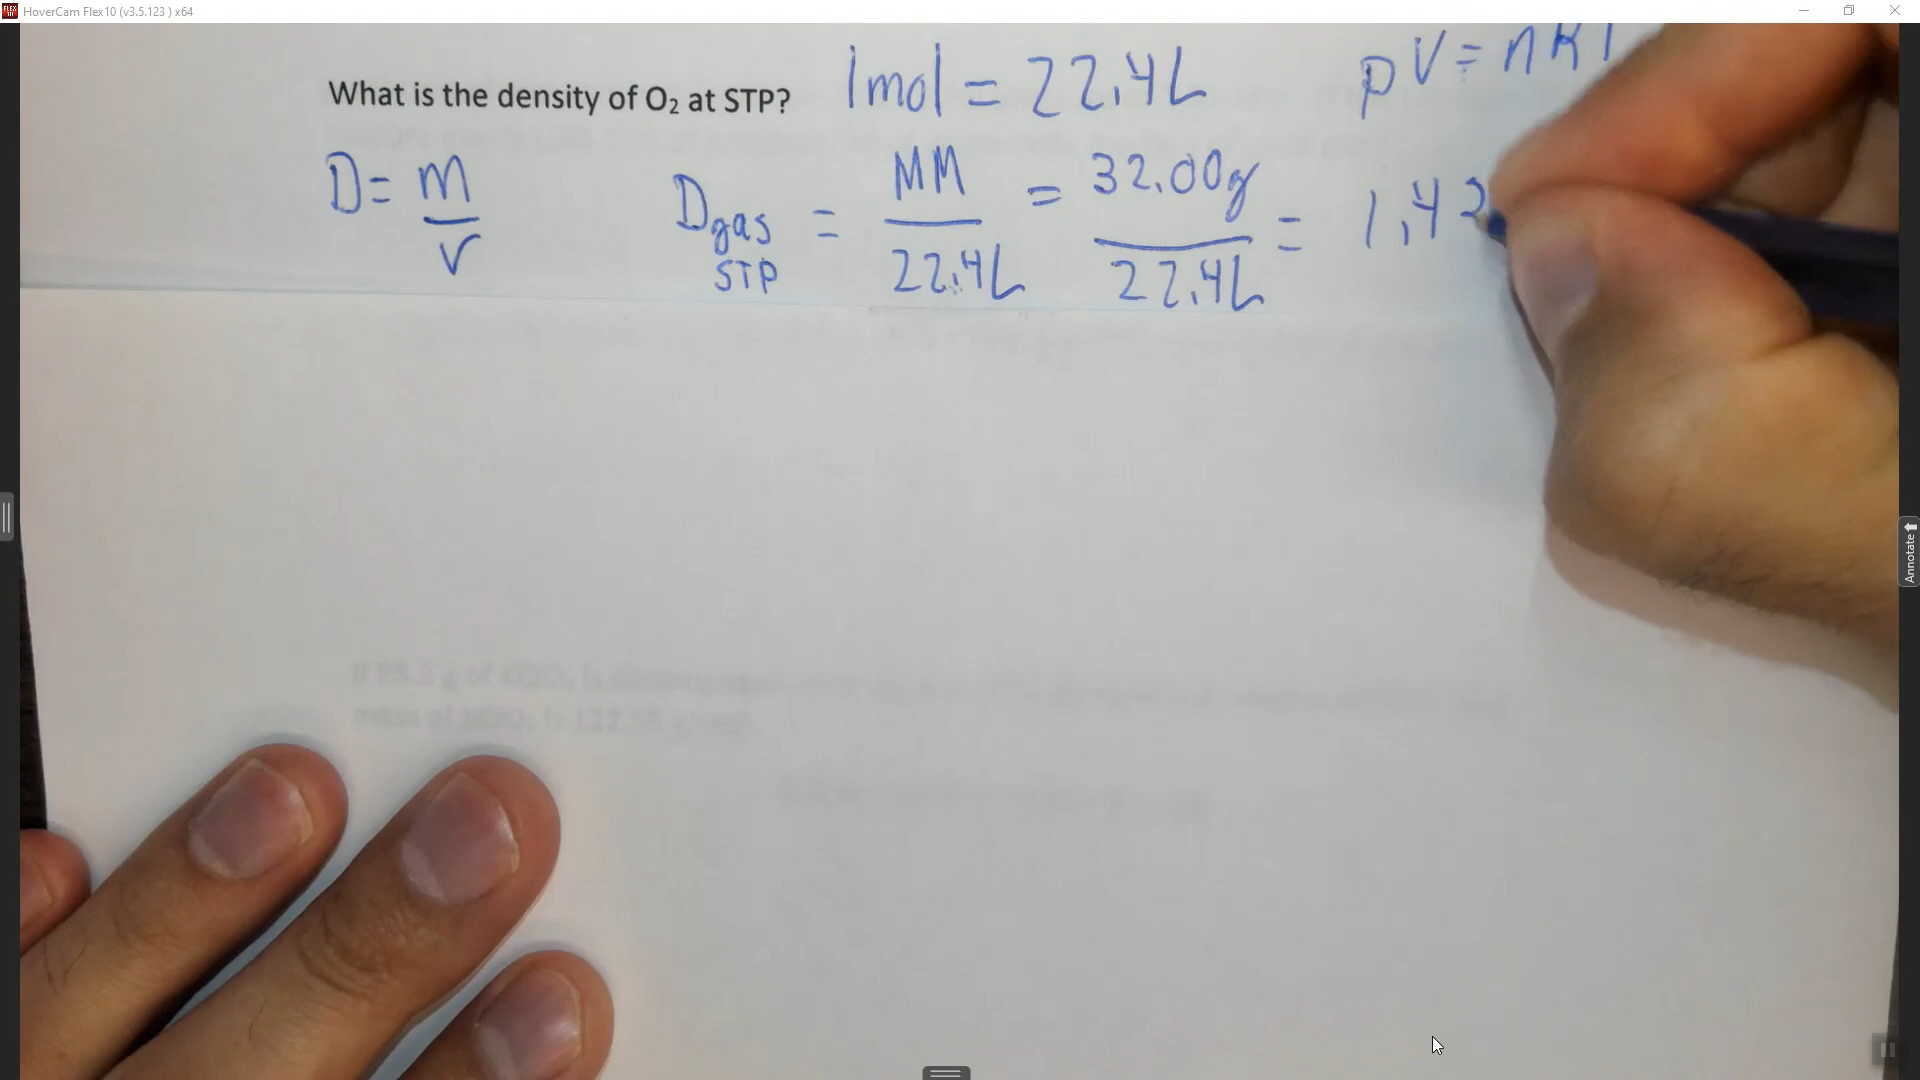 HoverCam Flex10 (v3.5.123 ) x64
What is the density of O₂ at STP? 1mol = 22.4L PV = nRT
D = m/V D gas STP = MM/22.4L = 32.00g/22.4L = 1.42
Annotate